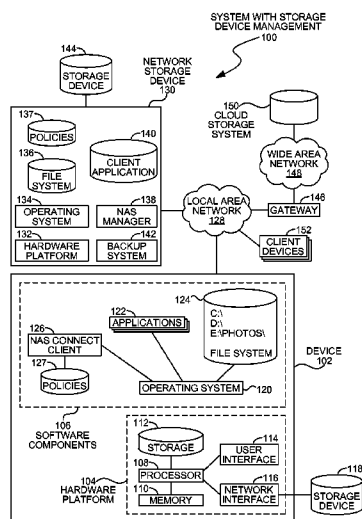 SYSTEM WITH STORAGE
DEVICE MANAGEMENT
100
144
STORAGE
DEVICE
NETWORK
STORAGE
DEVICE
130
137
POLICIES
140
CLIENT
APPLICATION
136
FILE
SYSTEM
134
OPERATING
SYSTEM
138
NAS
MANAGER
132
HARDWARE
PLATFORM
142
BACKUP
SYSTEM
150
CLOUD
STORAGE
SYSTEM
WIDE AREA
NETWORK
148
146
GATEWAY
LOCAL AREA
NETWORK
128
152
CLIENT
DEVICES
124
C:\
D:\
E:\PHOTOS\
FILE SYSTEM
122
APPLICATIONS
126
NAS CONNECT
CLIENT
127
POLICIES
OPERATING SYSTEM
120
DEVICE
102
106
SOFTWARE
COMPONENTS
112
STORAGE
114
USER
INTERFACE
108
PROCESSOR
116
NETWORK
INTERFACE
110
MEMORY
104
HARDWARE
PLATFORM
118
STORAGE
DEVICE